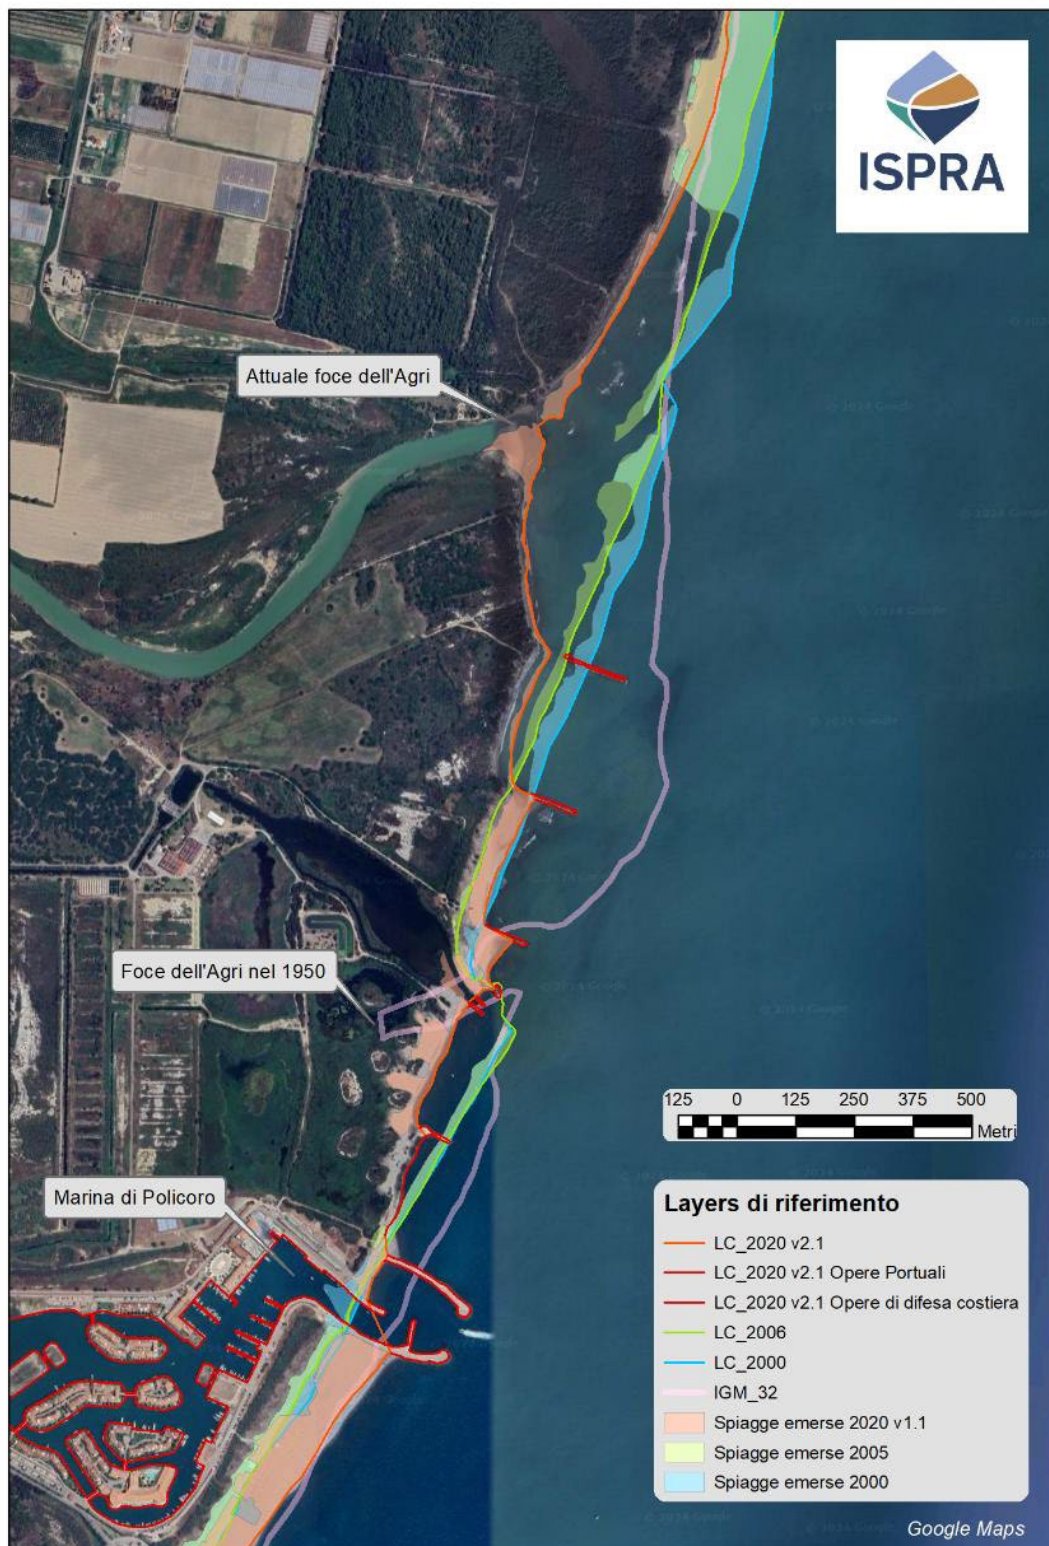 ISPRA
Attuale foce dell'Agri
Foce dell'Agri nel 1950
Marina di Policoro
125 0 125 250 375 500
Metri
Layers di riferimento
LC_2020 v2.1
LC_2020 v2.1 Opere Portuali
LC_2020 v2.1 Opere di difesa costiera
LC_2006
LC_2000
IGM_32
Spiagge emerse 2020 v1.1
Spiagge emerse 2005
Spiagge emerse 2000
Google Maps